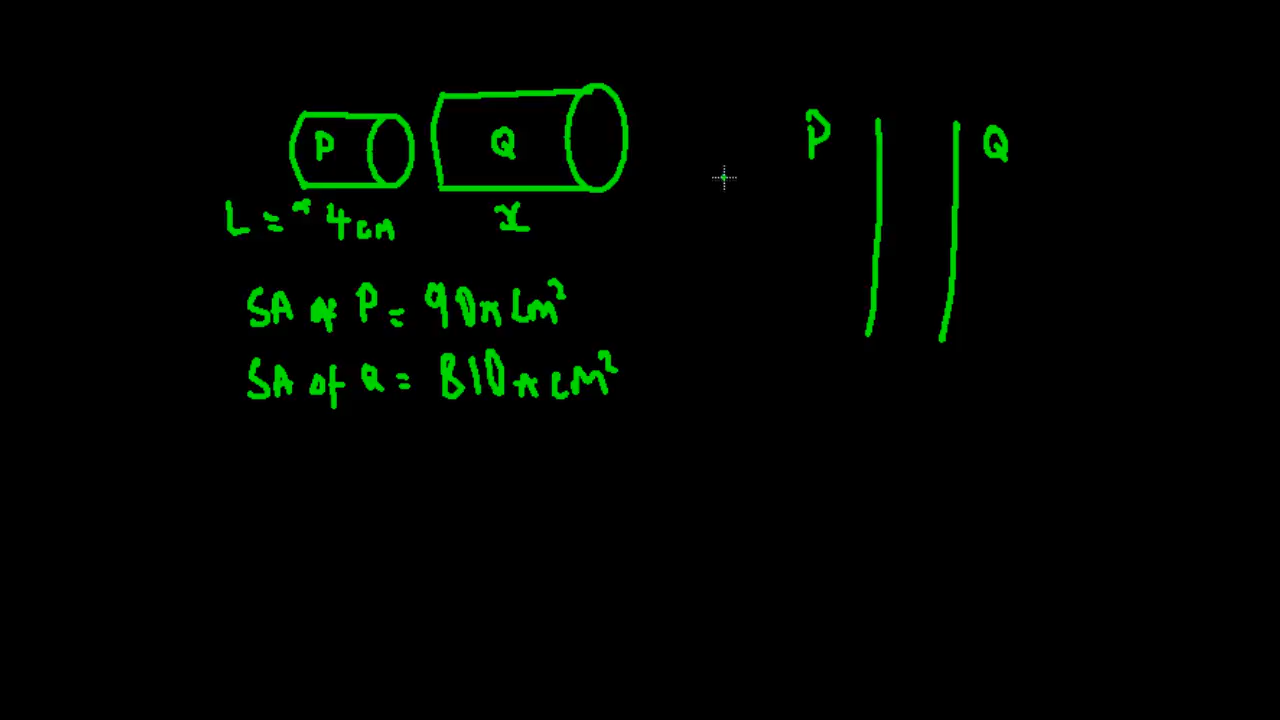 P Q
P Q
L = 4cm x
SA of P = 90π cm²
SA of Q = 810π cm²